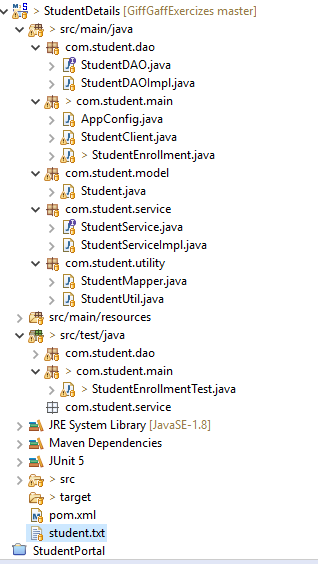 StudentDetails [GiffGaffExercizes master]
> src/main/java
com.student.dao
StudentDAO.java
StudentDAOImpl.java
> com.student.main
AppConfig.java
StudentClient.java
> StudentEnrollment.java
com.student.model
Student.java
com.student.service
StudentService.java
StudentServiceImpl.java
com.student.utility
StudentMapper.java
StudentUtil.java
src/main/resources
> src/test/java
com.student.dao
> com.student.main
> StudentEnrollmentTest.java
com.student.service
JRE System Library [JavaSE-1.8]
Maven Dependencies
JUnit 5
> src
> target
pom.xml
student.txt
StudentPortal